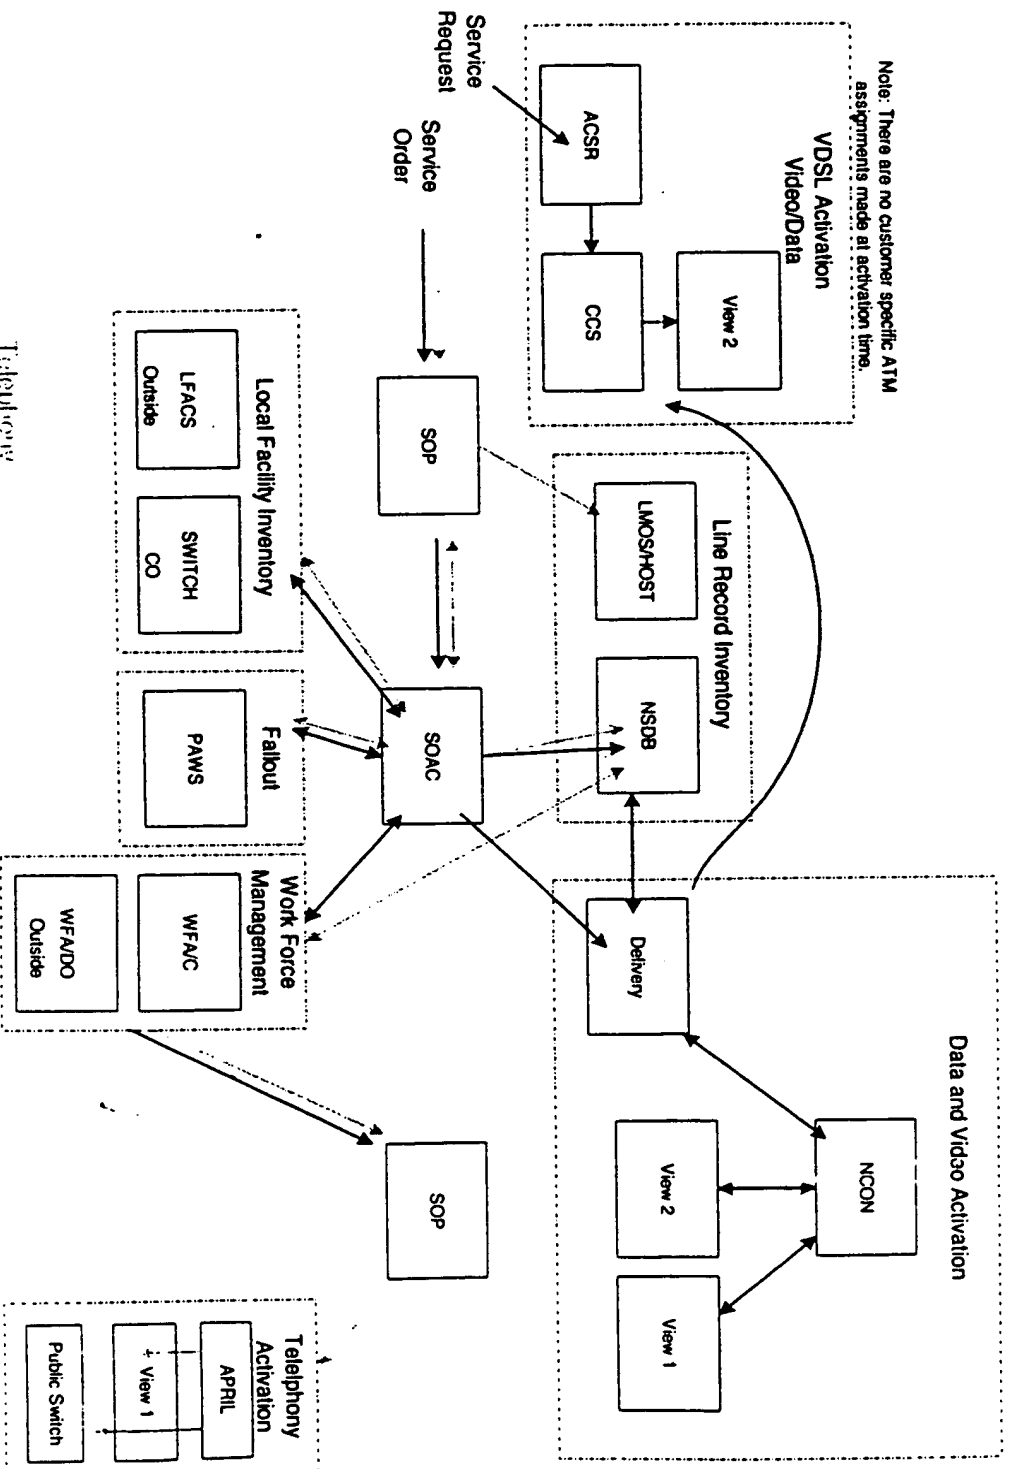 Note: There are no customer specific ATM
assignments made at activation time.
VDSL Activation
Video/Data
ACSR
CCS
View 2
Service
Request
Service
Order
SOP
Line Record Inventory
LMOS/HOST
NSDB
Local Facility Inventory
LFACS
Outside
SWITCH
CO
SOAC
Fallout
PAWS
Work Force
Management
WFA/C
WFA/DO
Outside
Data and Video Activation
Delivery
NCON
View 2
View 1
SOP
Telelphony
Activation
APRIL
View 1
Public Switch